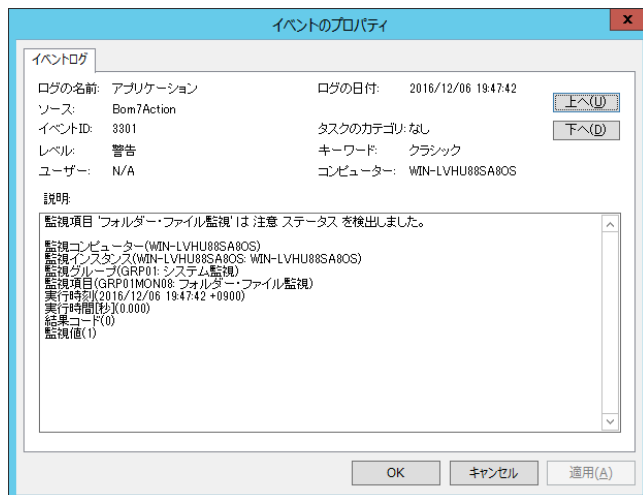 イベントのプロパティ
x
イベントログ
ログの名前: アプリケーション ログの日付: 2016/12/06 19:47:42
上へ(U)
ソース: Bom7Action
イベントID: 3301 タスクのカテゴリ: なし
下へ(D)
レベル: 警告 キーワード: クラシック
ユーザー: N/A コンピューター: WIN-LVHU88SA8OS
説明:
監視項目 'フォルダー・ファイル監視' は 注意 ステータス を検出しました。
監視コンピューター(WIN-LVHU88SA8OS)
監視インスタンス(WIN-LVHU88SA8OS: WIN-LVHU88SA8OS)
監視グループ(GRP01: システム監視)
監視項目(GRP01MON08: フォルダー・ファイル監視)
実行時刻(2016/12/06 19:47:42 +0900)
実行時間[秒](0.000)
結果コード(0)
監視値(1)
OK キャンセル 適用(A)